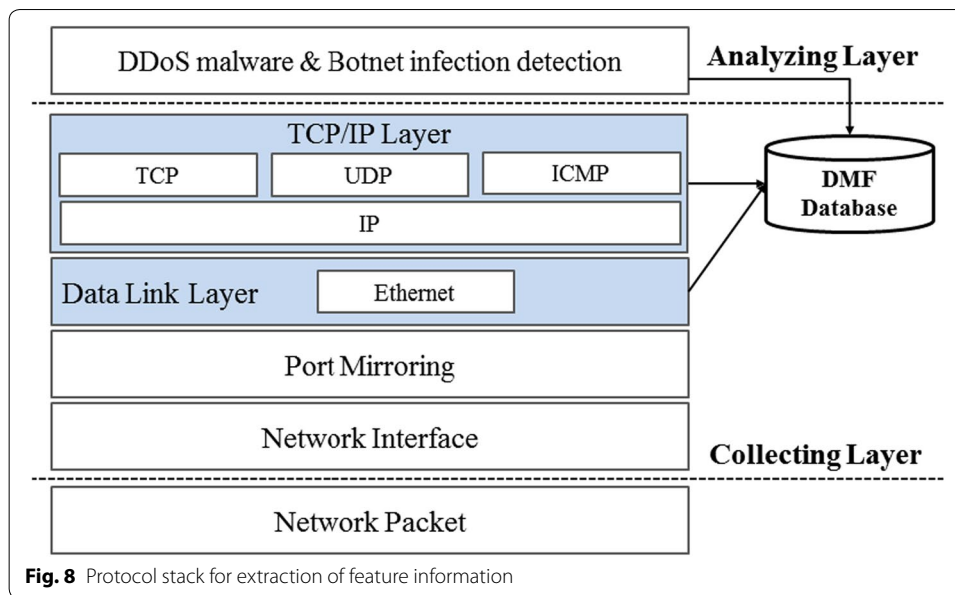 DDoS malware & Botnet infection detection
Analyzing Layer
TCP/IP Layer
TCP
UDP
ICMP
IP
DMF
Database
Data Link Layer
Ethernet
Port Mirroring
Network Interface
Collecting Layer
Network Packet
Fig. 8 Protocol stack for extraction of feature information